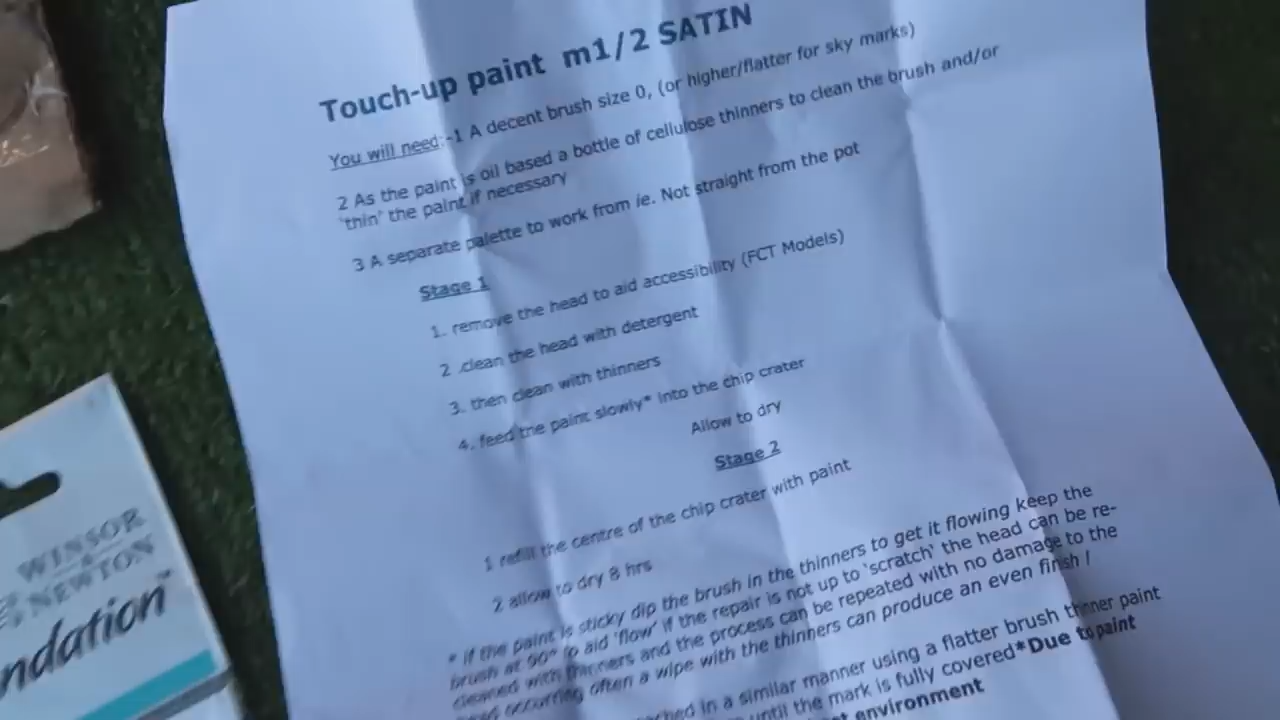 Touch-up paint m1/2 SATIN
You will need:-1 A decent brush size 0, (or higher/flatter for sky marks)
2 As the paint is oil based a bottle of cellulose thinners to clean the brush and/or
'thin' the paint if necessary
3 A separate palette to work from ie. Not straight from the pot
Stage 1
1. remove the head to aid accessibility (FCT Models)
2 .clean the head with detergent
3. then clean with thinners
4. feed the paint slowly* into the chip crater
Allow to dry
Stage 2
1 refill the centre of the chip crater with paint
2 allow to dry 8 hrs
* if the paint is sticky dip the brush in the thinners to get it flowing keep the
brush at 90° to aid 'flow' if the repair is not up to 'scratch' the head can be re-
cleaned with thinners and the process can be repeated with no damage to the
occurring often a wipe with the thinners can produce an even finsh !
in a similar manner using a flatter brush thinner paint
until the mark is fully covered*Due to paint
environment
WINSOR
&
NEWTON
ndation™